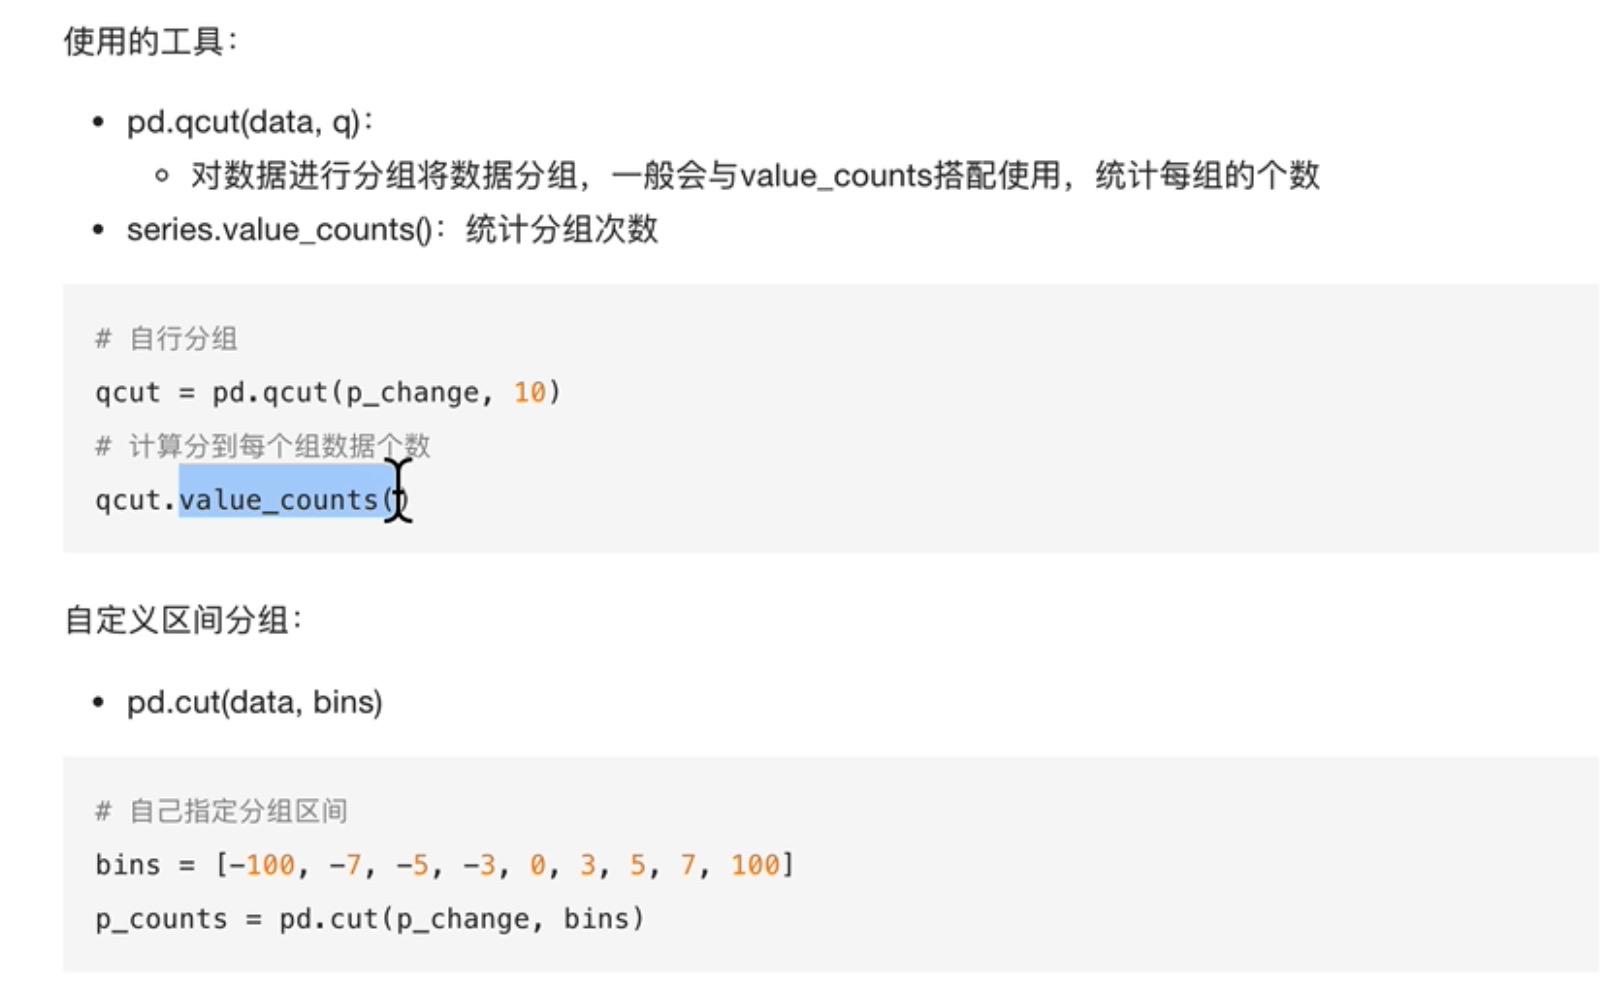 使用的工具：
• pd.qcut(data, q)：
◦ 对数据进行分组将数据分组，一般会与value_counts搭配使用，统计每组的个数
• series.value_counts()：统计分组次数
# 自行分组
qcut = pd.qcut(p_change, 10)
# 计算分到每个组数据个数
qcut.value_counts()
自定义区间分组：
• pd.cut(data, bins)
# 自己指定分组区间
bins = [-100, -7, -5, -3, 0, 3, 5, 7, 100]
p_counts = pd.cut(p_change, bins)